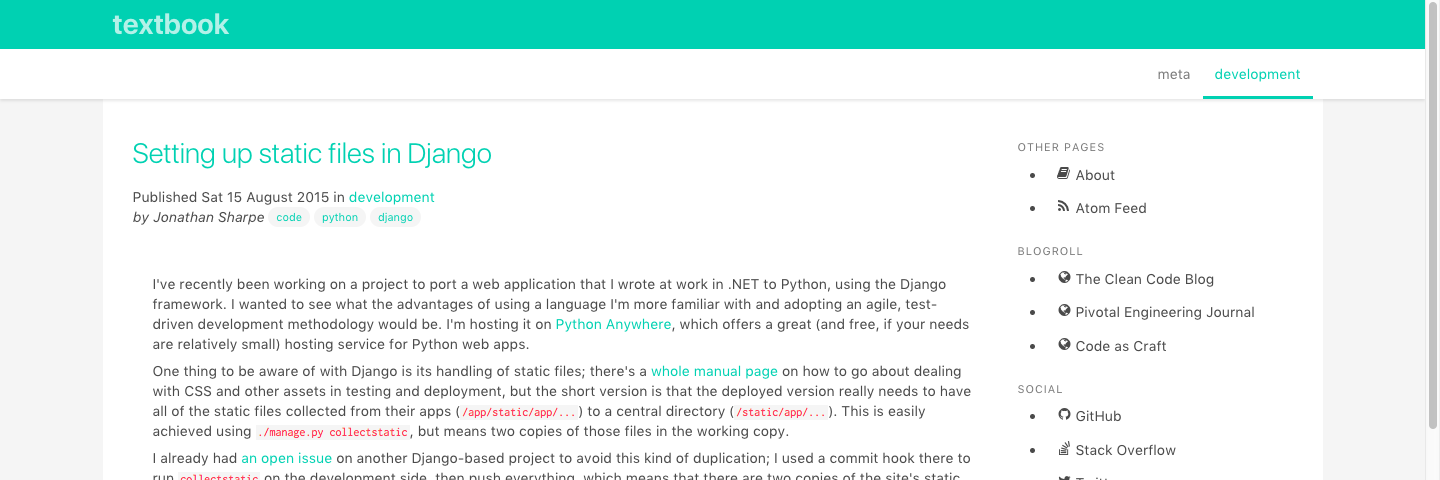 textbook
meta development
Setting up static files in Django
Published Sat 15 August 2015 in development
by Jonathan Sharpe code python django
I've recently been working on a project to port a web application that I wrote at work in .NET to Python, using the Django
framework. I wanted to see what the advantages of using a language I'm more familiar with and adopting an agile, test-
driven development methodology would be. I'm hosting it on Python Anywhere, which offers a great (and free, if your needs
are relatively small) hosting service for Python web apps.
One thing to be aware of with Django is its handling of static files; there's a whole manual page on how to go about dealing
with CSS and other assets in testing and deployment, but the short version is that the deployed version really needs to have
all of the static files collected from their apps (/app/static/app/...) to a central directory (/static/app/...). This is easily
achieved using ./manage.py collectstatic, but means two copies of those files in the working copy.
I already had an open issue on another Django-based project to avoid this kind of duplication; I used a commit hook there to
run collectstatic on the development side, then push everything, which means that there are two copies of the site's static
OTHER PAGES
About
Atom Feed
BLOGROLL
The Clean Code Blog
Pivotal Engineering Journal
Code as Craft
SOCIAL
GitHub
Stack Overflow
Twitter